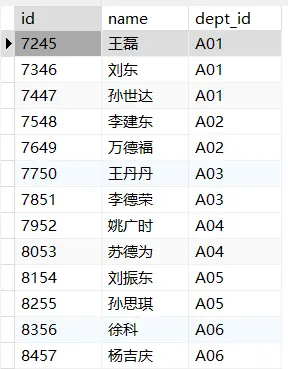 id name dept_id
7245 王磊 A01
7346 刘东 A01
7447 孙世达 A01
7548 李建东 A02
7649 万德福 A02
7750 王丹丹 A03
7851 李德荣 A03
7952 姚广时 A04
8053 苏德为 A04
8154 刘振东 A05
8255 孙思琪 A05
8356 徐科 A06
8457 杨吉庆 A06